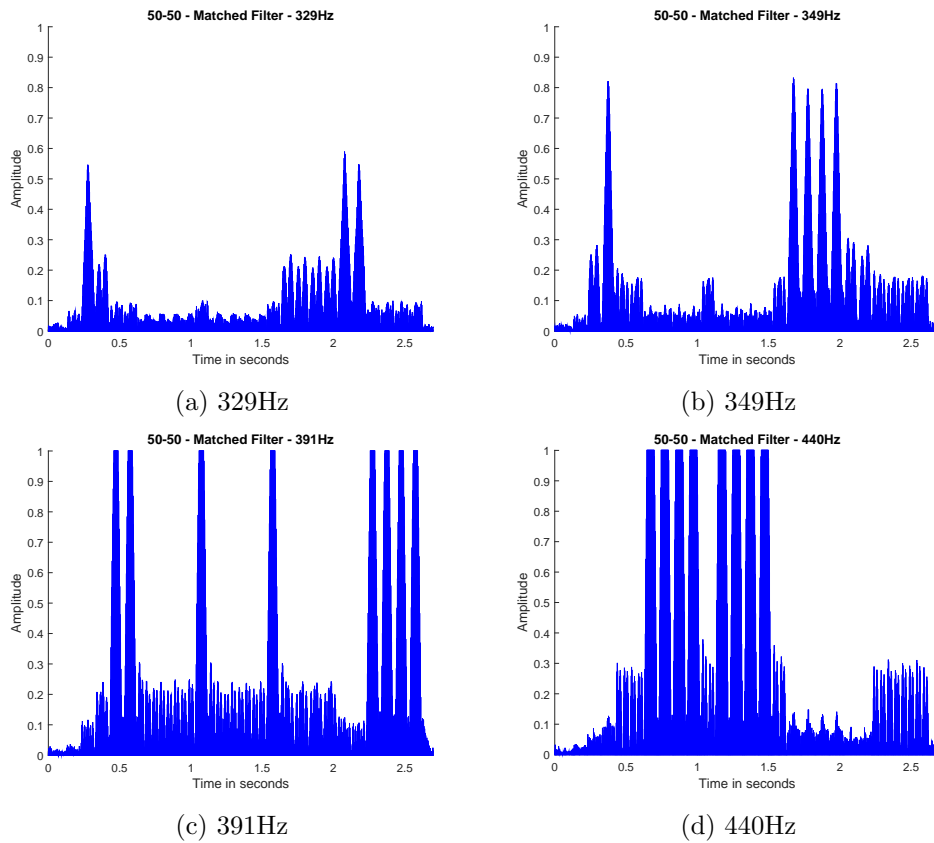 50-50 - Matched Filter - 329Hz
1
0.9
0.8
0.7
0.6
0.5
0.4
0.3
0.2
0.1
0
Amplitude
0 0.5 1 1.5 2 2.5
Time in seconds
(a) 329Hz
50-50 - Matched Filter - 349Hz
1
0.9
0.8
0.7
0.6
0.5
0.4
0.3
0.2
0.1
0
Amplitude
0 0.5 1 1.5 2 2.5
Time in seconds
(b) 349Hz
50-50 - Matched Filter - 391Hz
1
0.9
0.8
0.7
0.6
0.5
0.4
0.3
0.2
0.1
0
Amplitude
0 0.5 1 1.5 2 2.5
Time in seconds
(c) 391Hz
50-50 - Matched Filter - 440Hz
1
0.9
0.8
0.7
0.6
0.5
0.4
0.3
0.2
0.1
0
Amplitude
0 0.5 1 1.5 2 2.5
Time in seconds
(d) 440Hz